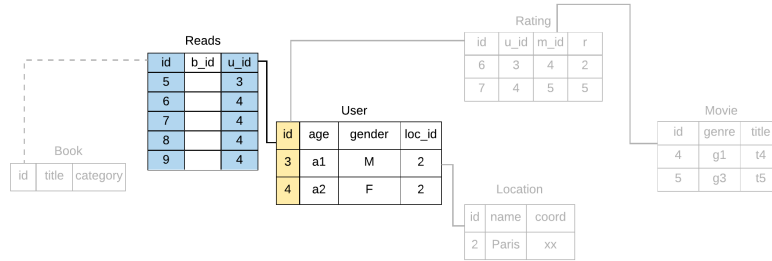 Reads
id b_id u_id
5 3
6 4
7 4
8 4
9 4
Book
id title category
User
id age gender loc_id
3 a1 M 2
4 a2 F 2
Rating
id u_id m_id r
6 3 4 2
7 4 5 5
Location
id name coord
2 Paris xx
Movie
id genre title
4 g1 t4
5 g3 t5